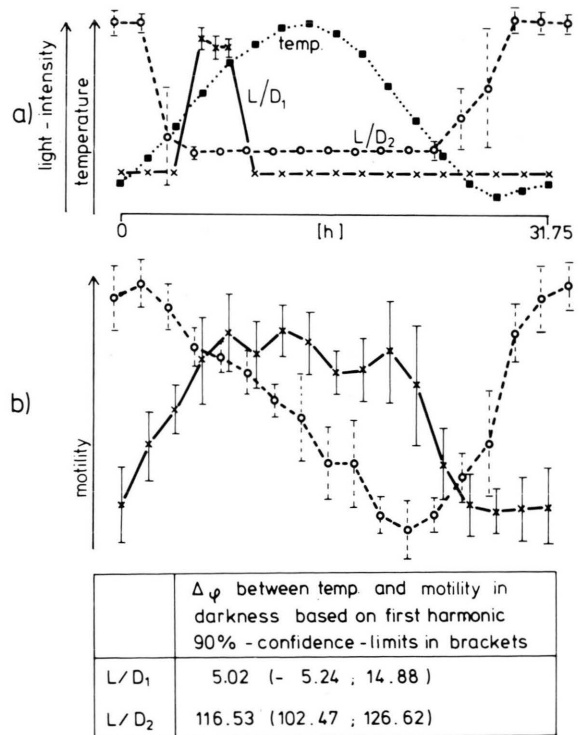 a)
light - intensity
temperature
temp.
L/D1
L/D2
0
[h]
31.75
b)
motility
Δφ between temp. and motility in
darkness based on first harmonic
90% - confidence - limits in brackets
L/D1 5.02 (- 5.24 ; 14.88 )
L/D2 116.53 (102.47 ; 126.62)